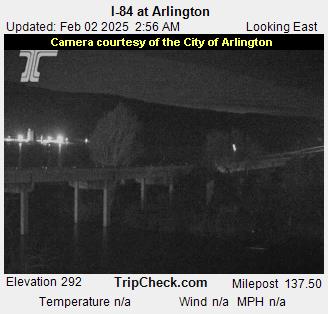 I-84 at Arlington
Updated: Feb 02 2025 2:56 AM Looking East
Camera courtesy of the City of Arlington
Elevation 292 TripCheck.com Milepost 137.50
Temperature n/a Wind n/a MPH n/a